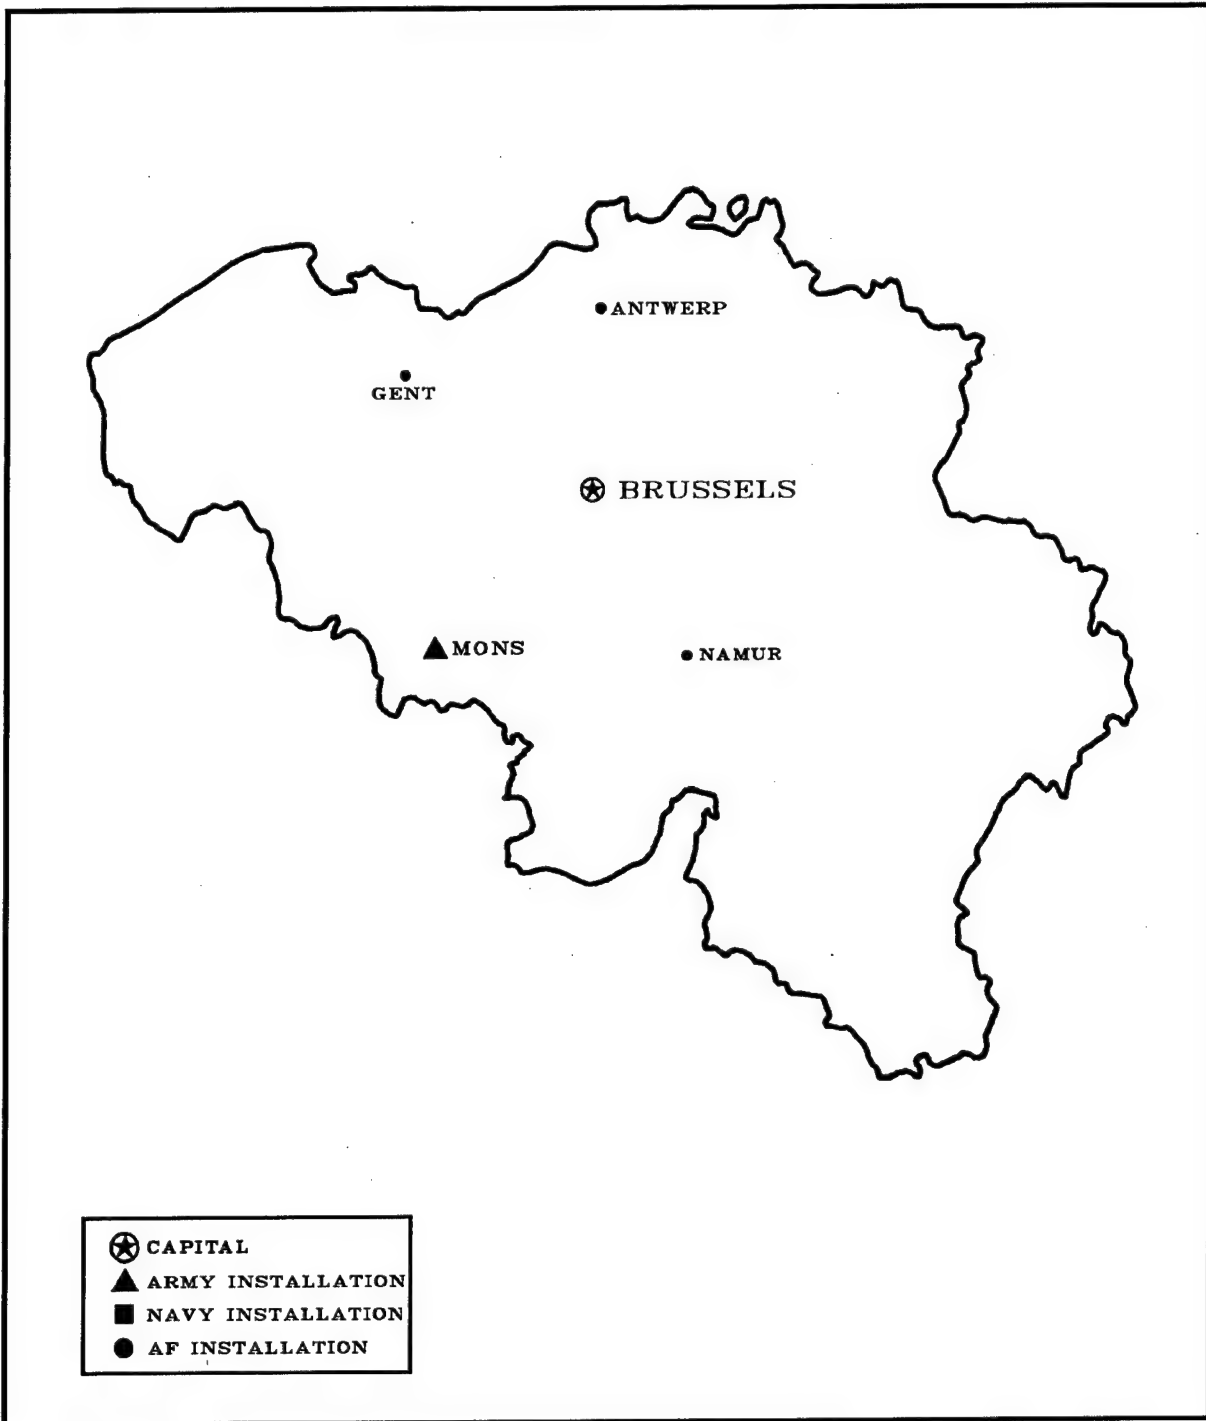 ANTWERP
GENT
BRUSSELS
MONS
NAMUR
CAPITAL
ARMY INSTALLATION
NAVY INSTALLATION
AF INSTALLATION